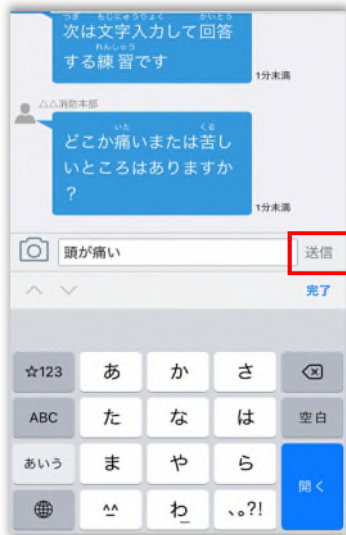 つぎ もじにゅうりょく かいとう
次は文字入力して回答
れんしゅう
する練習です
1分未満
△△消防本部
いた くる
どこか痛いまたは苦し
いところはありますか
?
1分未満
頭が痛い 送信
完了
☆123 あ か さ
ABC た な は 空白
あいう ま や ら
開く
^^ わ 、。?!